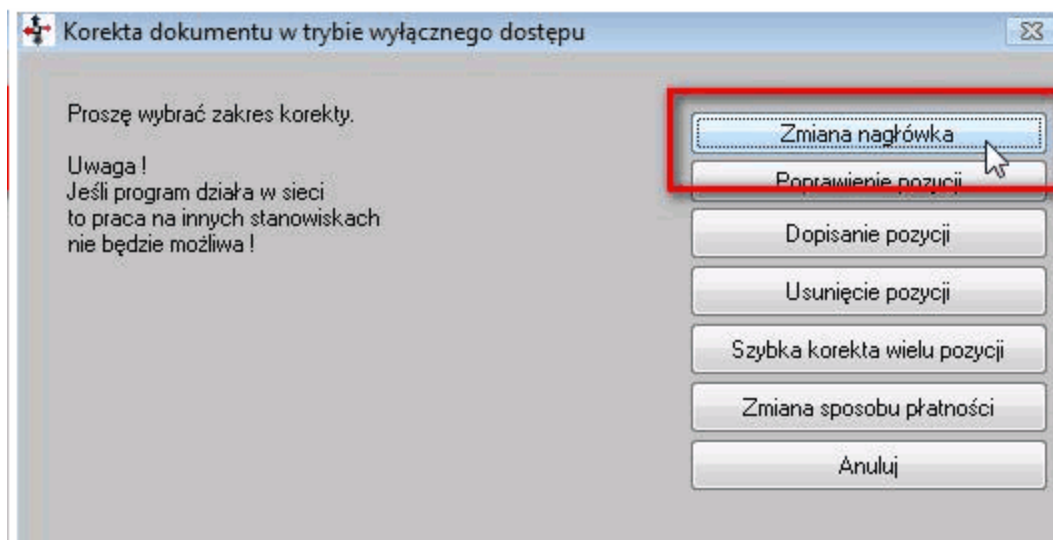 Korekta dokumentu w trybie wyłącznego dostępu
Proszę wybrać zakres korekty.
Uwaga !
Jeśli program działa w sieci
to praca na innych stanowiskach
nie będzie możliwa !
Zmiana nagłówka
Poprawienie pozycji
Dopisanie pozycji
Usunięcie pozycji
Szybka korekta wielu pozycji
Zmiana sposobu płatności
Anuluj